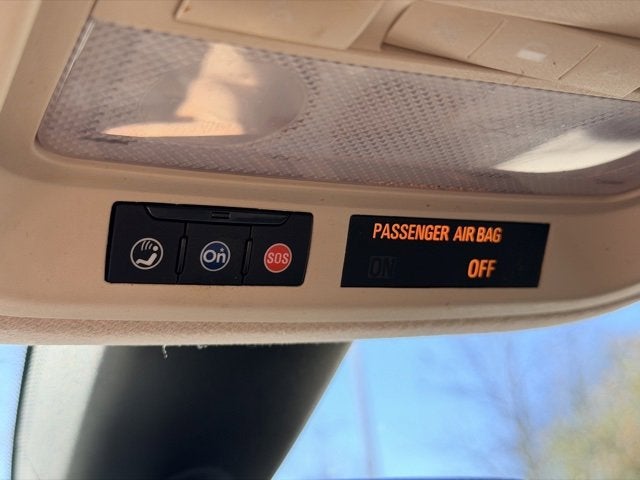 On
SOS
PASSENGER AIR BAG
ON OFF